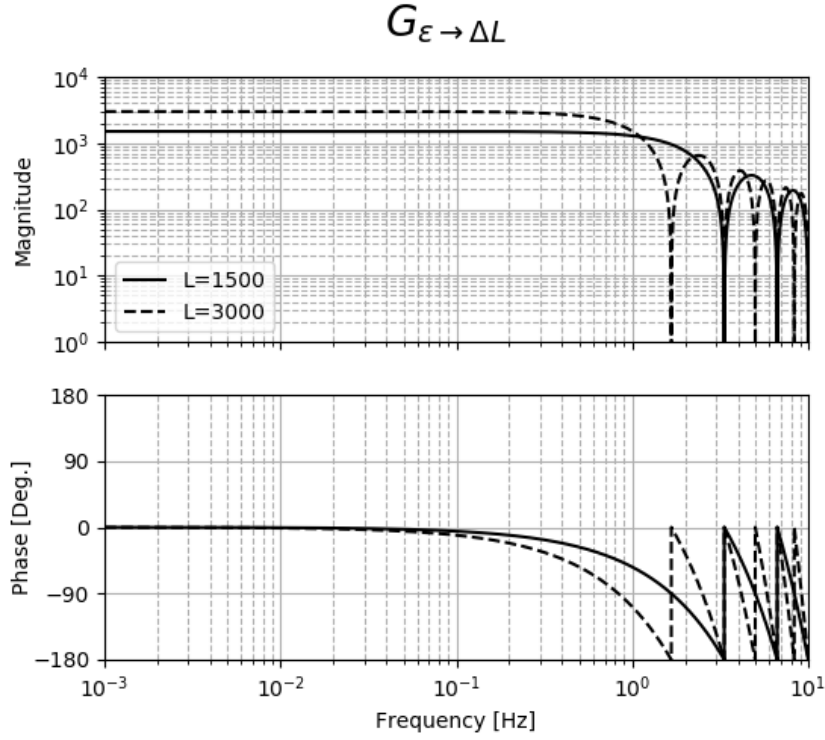 G_{ε→ΔL}
10^4
10^3
10^2
10^1
10^0
Magnitude
L=1500
L=3000
180
90
0
−90
−180
Phase [Deg.]
10^{-3}
10^{-2}
10^{-1}
10^0
10^1
Frequency [Hz]